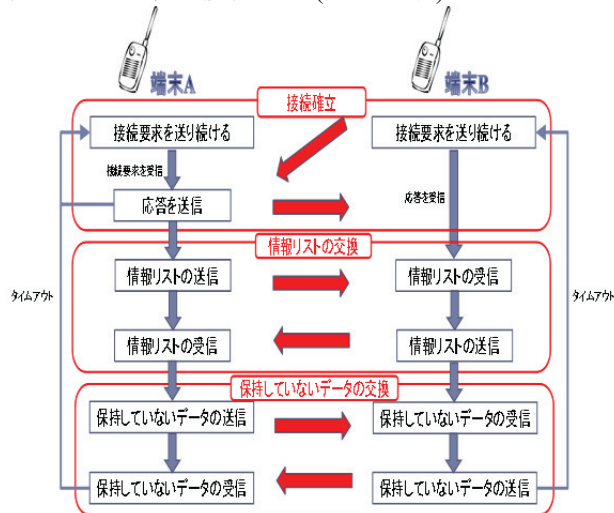 端末A
端末B
接続確立
接続要求を送り続ける
接続要求を送り続ける
接続要求を受信
応答を送信
応答を受信
情報リストの交換
情報リストの送信
情報リストの受信
タイムアウト
タイムアウト
情報リストの受信
情報リストの送信
保持していないデータの交換
保持していないデータの送信
保持していないデータの受信
保持していないデータの受信
保持していないデータの送信